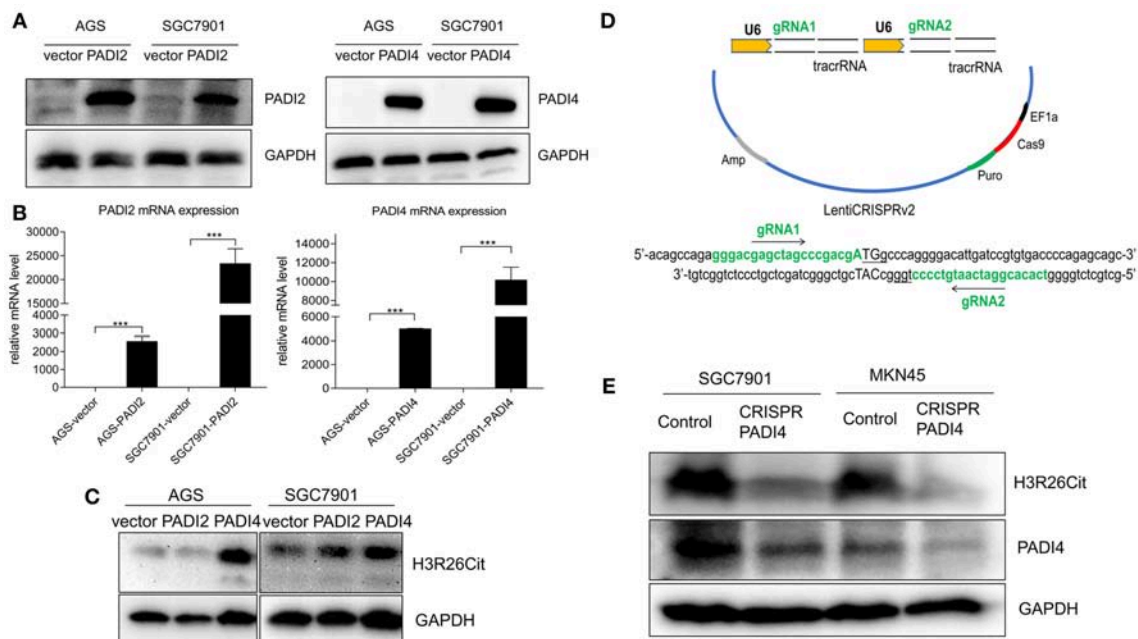 A
AGS SGC7901
vector PADI2 vector PADI2
PADI2
GAPDH
AGS SGC7901
vector PADI4 vector PADI4
PADI4
GAPDH
B
PADI2 mRNA expression
relative mRNA level
30000
25000
20000
15000
10000
5000
4000
3000
2000
1000
0
***
***
AGS-vector
AGS-PADI2
SGC7901-vector
SGC7901-PADI2
PADI4 mRNA expression
relative mRNA level
14000
12000
10000
8000
6000
4000
2000
0
***
***
AGS-vector
AGS-PADI4
SGC7901-vector
SGC7901-PADI4
C
AGS SGC7901
vector PADI2 PADI4 vector PADI2 PADI4
H3R26Cit
GAPDH
D
U6 gRNA1 U6 gRNA2
tracrRNA tracrRNA
EF1a
Cas9
Puro
Amp
LentiCRISPRv2
gRNA1
5'-acagccagagggacgagctagcccgacgATGgcccaggggacattgatccgtgtgaccccagagcagc-3'
3'-tgtcggtctccctgctcgatcgggctgcTACcgggtcccctgtaactaggcacactggggtctcgtcg-5'
gRNA2
E
SGC7901 MKN45
Control CRISPR PADI4 Control CRISPR PADI4
H3R26Cit
PADI4
GAPDH